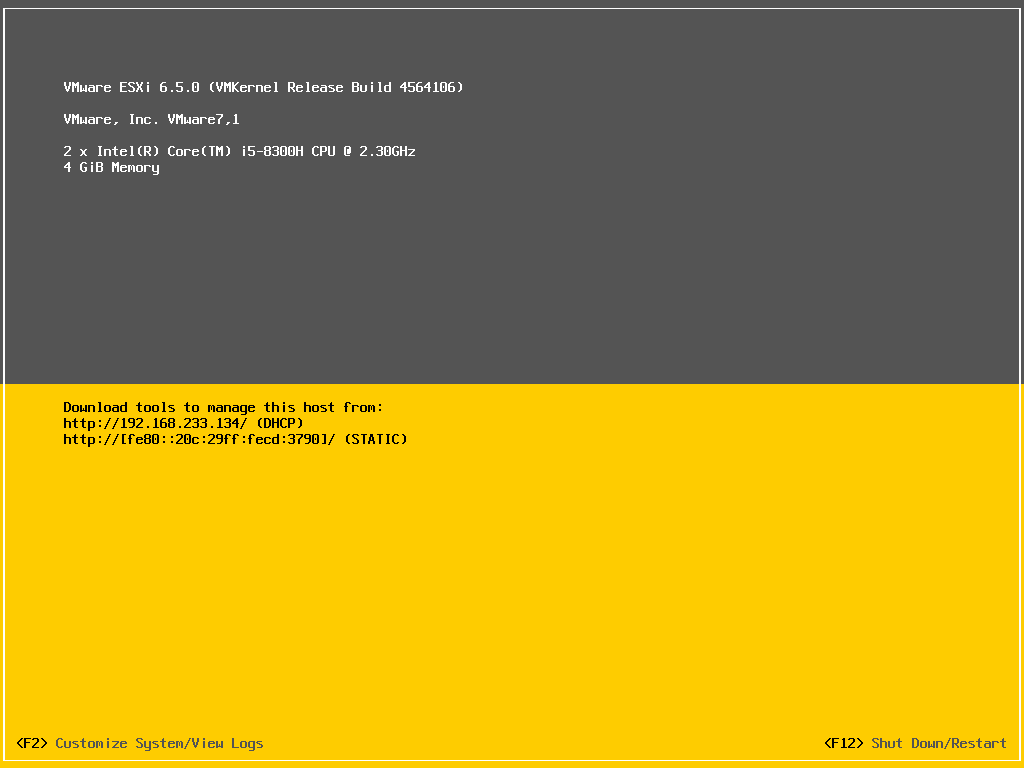 VMware ESXi 6.5.0 (VMKernel Release Build 4564106)
VMware, Inc. VMware7,1
2 x Intel(R) Core(TM) i5-8300H CPU @ 2.30GHz
4 GiB Memory
Download tools to manage this host from:
http://192.168.233.134/ (DHCP)
http://[fe80::20c:29ff:fecd:3790]/ (STATIC)
<F2> Customize System/View Logs
<F12> Shut Down/Restart